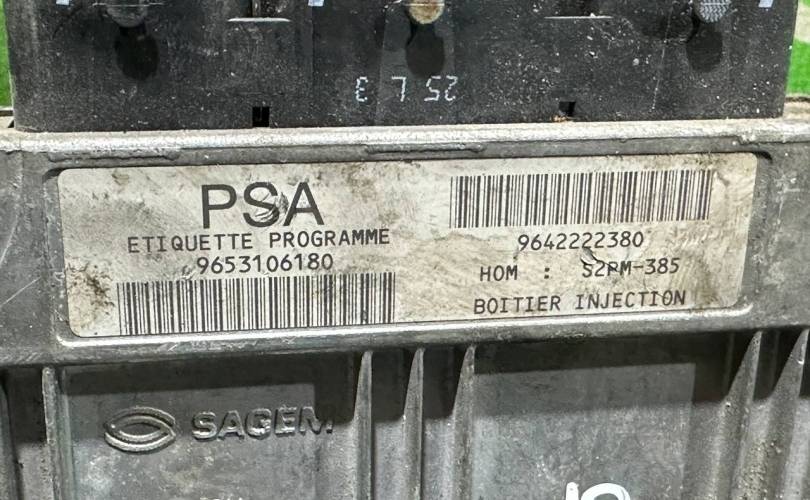 25 L 3
PSA
ETIQUETTE PROGRAMME
9653106180
9642222380
HOM : S2PM-385
BOITIER INJECTION
SAGEM